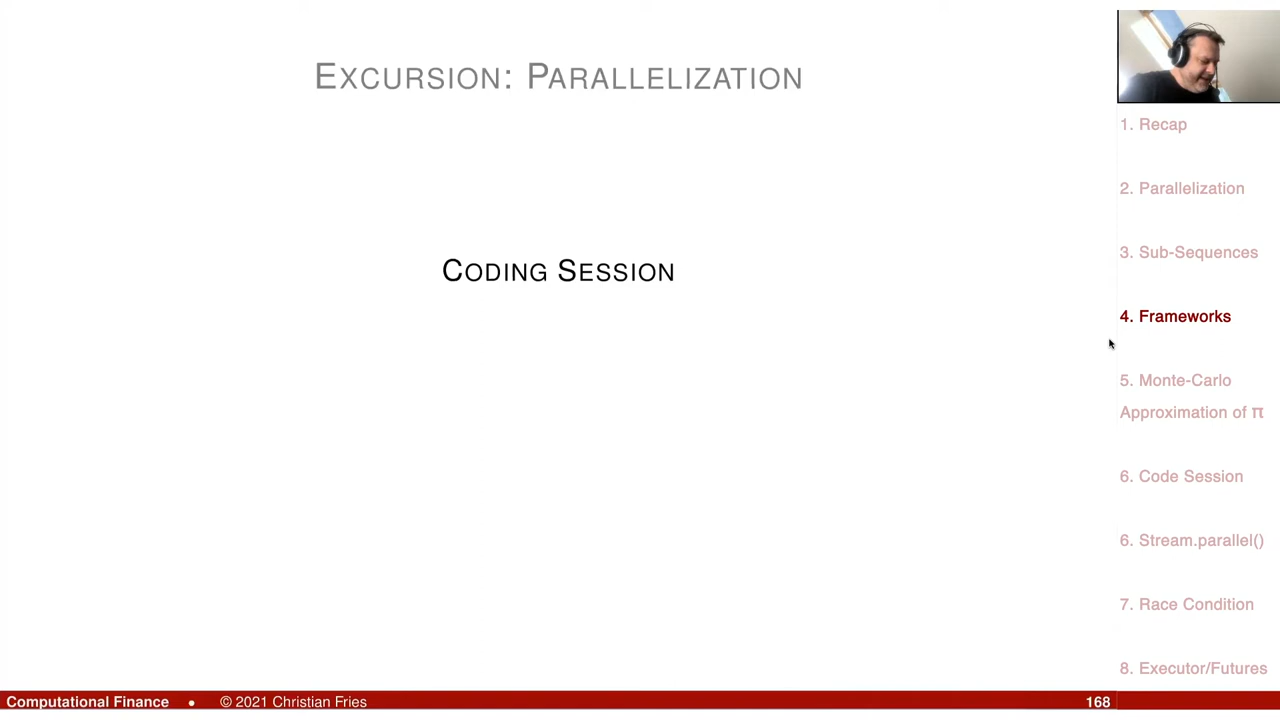 EXCURSION: PARALLELIZATION
CODING SESSION
1. Recap
2. Parallelization
3. Sub-Sequences
4. Frameworks
5. Monte-Carlo
Approximation of π
6. Code Session
6. Stream.parallel()
7. Race Condition
8. Executor/Futures
Computational Finance • © 2021 Christian Fries 168